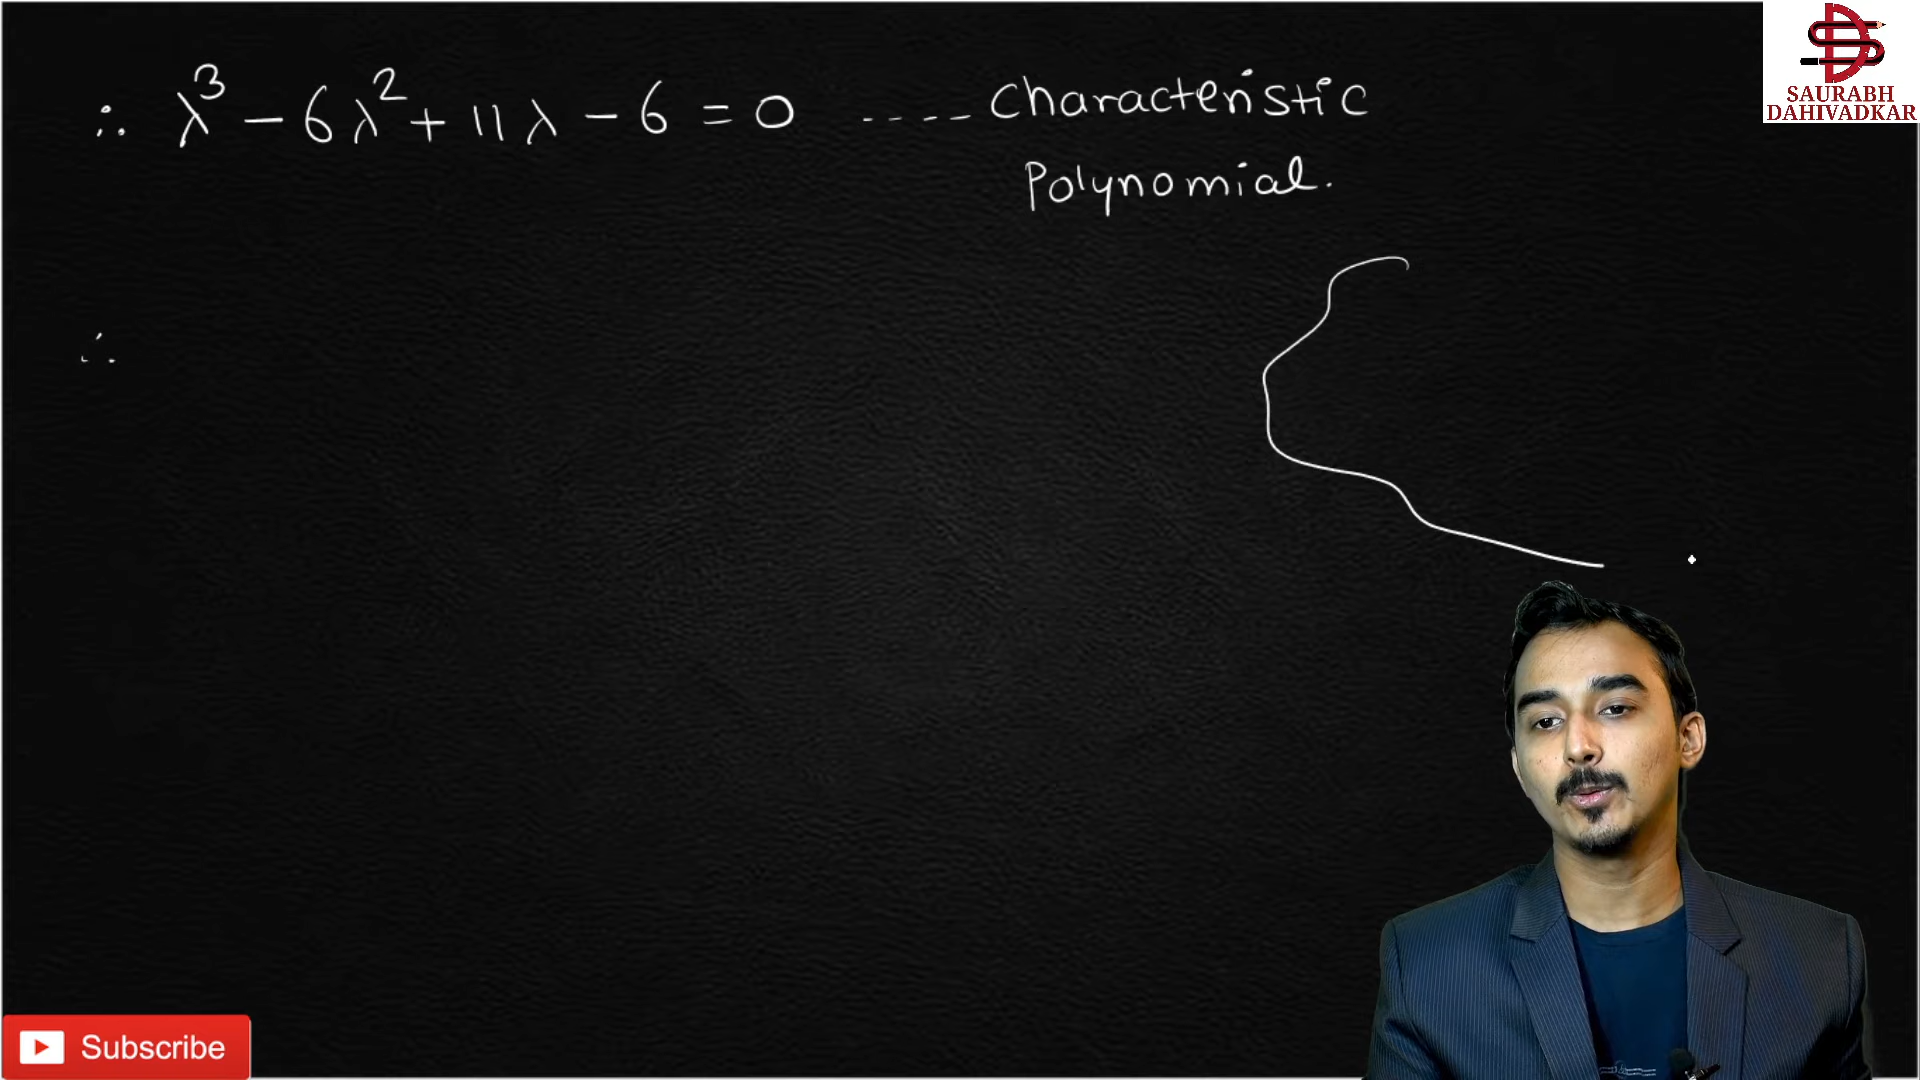 ∴ λ³ - 6λ² + 11λ - 6 = 0 ---- Characteristic
Polynomial.
∴
SAURABH
DAHIVADKAR
Subscribe